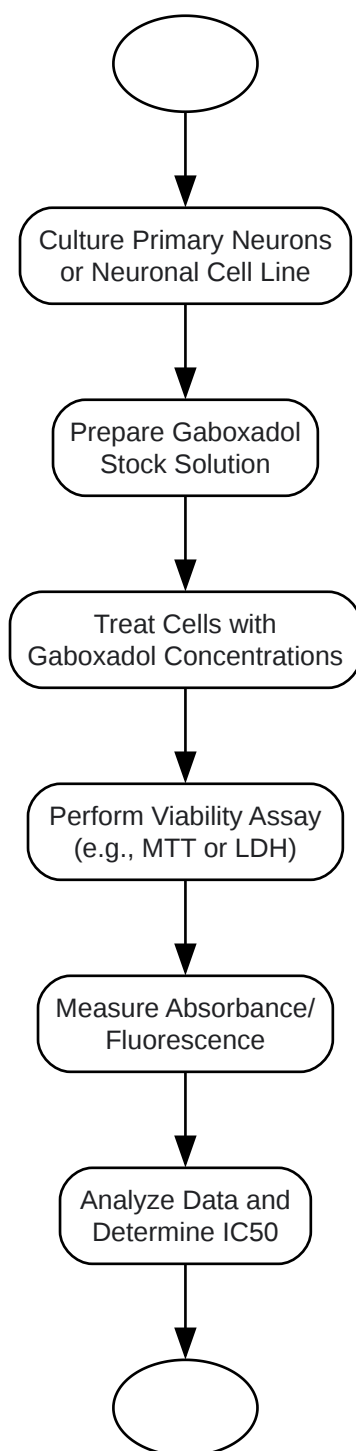 Culture Primary Neurons
or Neuronal Cell Line
Prepare Gaboxadol
Stock Solution
Treat Cells with
Gaboxadol Concentrations
Perform Viability Assay
(e.g., MTT or LDH)
Measure Absorbance/
Fluorescence
Analyze Data and
Determine IC50